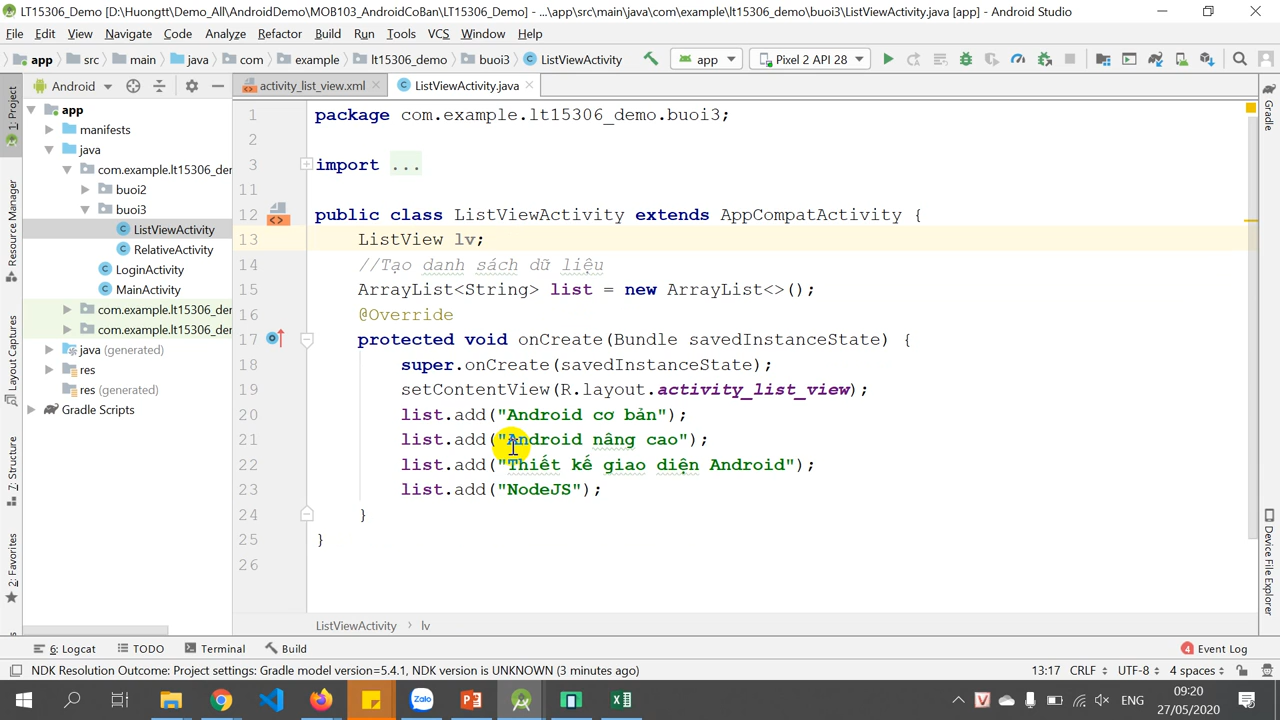 LT15306_Demo [D:\Huongtt\Demo_All\AndroidDemo\MOB103_AndroidCoBan\LT15306_Demo] - ...\app\src\main\java\com\example\lt15306_demo\buoi3\ListViewActivity.java [app] - Android Studio
File Edit View Navigate Code Analyze Refactor Build Run Tools VCS Window Help
app src main java com example lt15306_demo buoi3 ListViewActivity app Pixel 2 API 28
Android activity_list_view.xml ListViewActivity.java
1: Project
Resource Manager
Layout Captures
7: Structure
2: Favorites
app
manifests
java
com.example.lt15306_der
buoi2
buoi3
ListViewActivity
RelativeActivity
LoginActivity
MainActivity
com.example.lt15306_der
com.example.lt15306_der
java (generated)
res
res (generated)
Gradle Scripts
1 package com.example.lt15306_demo.buoi3;
2
3 import ...
11
12 public class ListViewActivity extends AppCompatActivity {
13 ListView lv;
14 //Tạo danh sách dữ liệu
15 ArrayList<String> list = new ArrayList<>();
16 @Override
17 protected void onCreate(Bundle savedInstanceState) {
18 super.onCreate(savedInstanceState);
19 setContentView(R.layout.activity_list_view);
20 list.add("Android cơ bản");
21 list.add("Android nâng cao");
22 list.add("Thiết kế giao diện Android");
23 list.add("NodeJS");
24 }
25 }
26
Gradle
Device File Explorer
ListViewActivity › lv
6: Logcat TODO Terminal Build 4 Event Log
NDK Resolution Outcome: Project settings: Gradle model version=5.4.1, NDK version is UNKNOWN (3 minutes ago) 13:17 CRLF UTF-8 4 spaces
Zalo ENG 09:20
27/05/2020